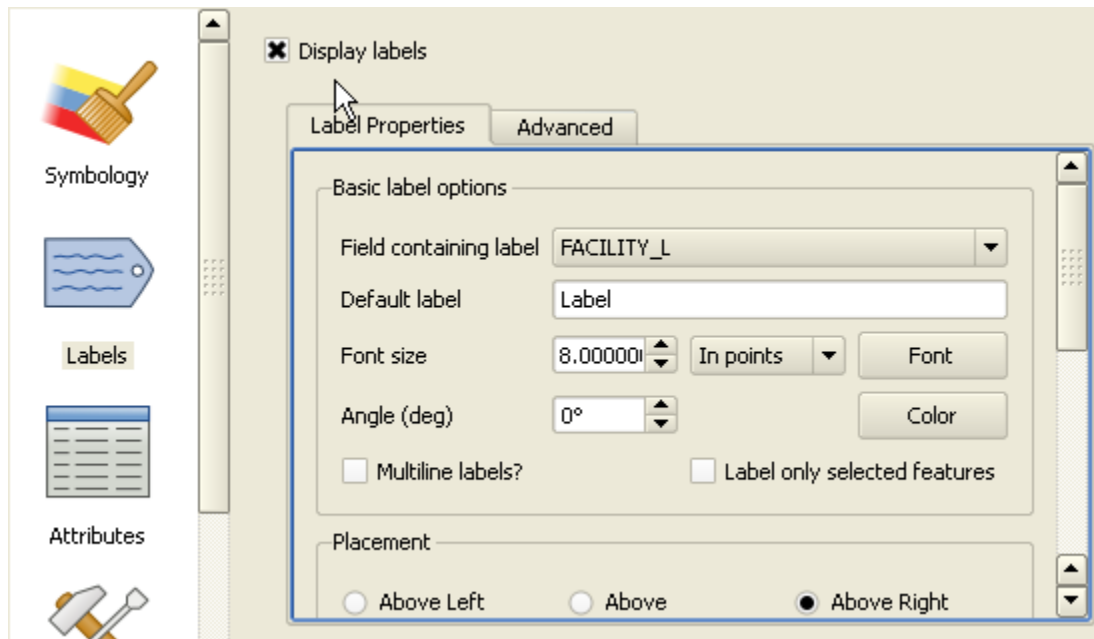 Display labels
Symbology
Label Properties
Advanced
Basic label options
Field containing label FACILITY_L
Default label Label
Labels
Font size 8.000000 In points Font
Angle (deg) 0° Color
Multiline labels? Label only selected features
Attributes
Placement
Above Left Above Above Right